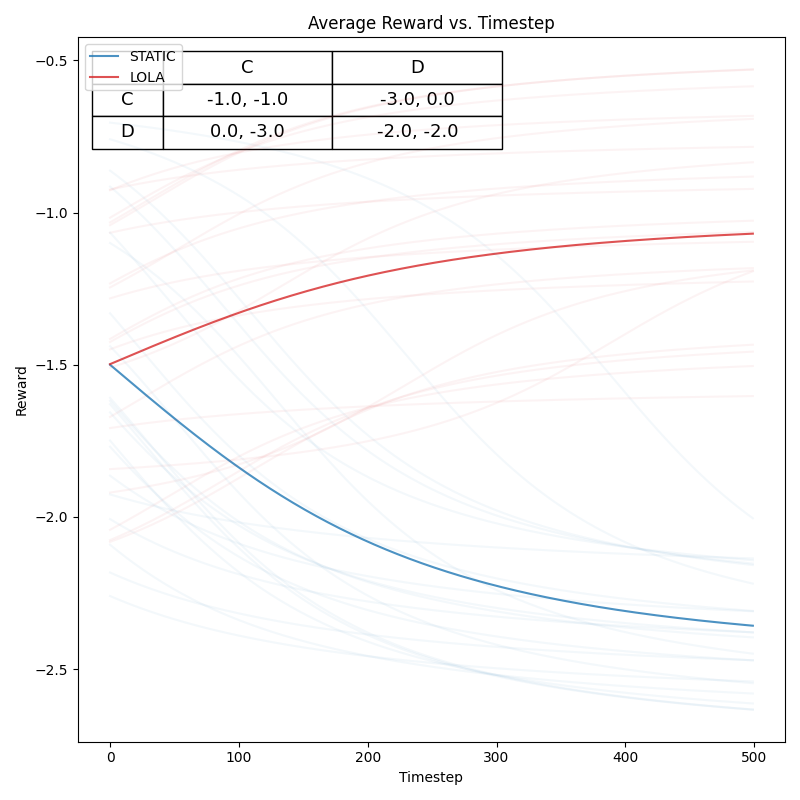 Average Reward vs. Timestep
STATIC
LOLA
C D
C -1.0, -1.0 -3.0, 0.0
D 0.0, -3.0 -2.0, -2.0
Reward
−0.5
−1.0
−1.5
−2.0
−2.5
0 100 200 300 400 500
Timestep